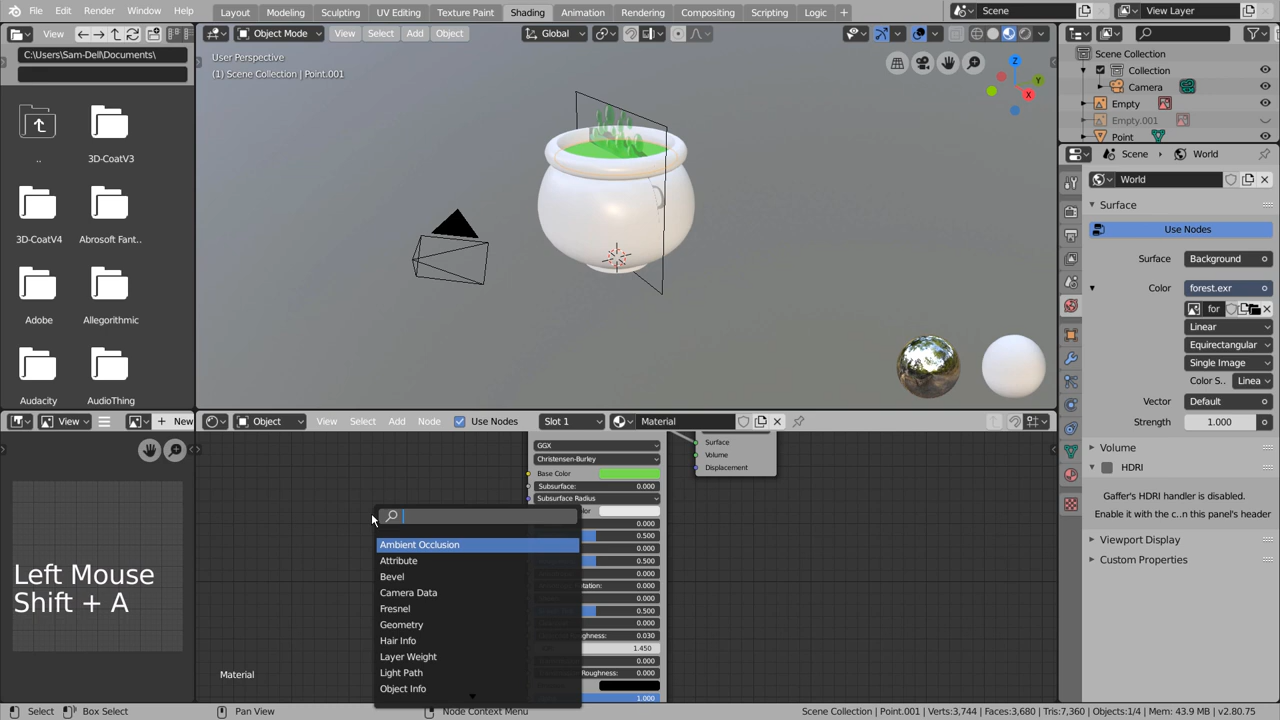 File Edit Render Window Help
Layout Modeling Sculpting UV Editing Texture Paint Shading Animation Rendering Compositing Scripting Logic +
Scene
View Layer
View
Object Mode View Select Add Object
Global
C:\Users\Sam-Dell\Documents\
..
3D-CoatV3
3D-CoatV4
Abrosoft Fant..
Adobe
Allegorithmic
Audacity
AudioThing
User Perspective
(1) Scene Collection | Point.001
Z
Y
X
Scene Collection
Collection
Camera
Empty
Empty.001
Point
Scene
World
World
Surface
Use Nodes
Surface Background
Color forest.exr
for
Linear
Equirectangular
Single Image
Color S.. Linea
Vector Default
Strength 1.000
Volume
HDRI
Gaffer's HDRI handler is disabled.
Enable it with the c..n this panel's header
Viewport Display
Custom Properties
View
New
Object View Select Add Node Use Nodes Slot 1 Material
GGX
Christensen-Burley
Base Color
Subsurface: 0.000
Subsurface Radius
0.000
0.500
0.000
0.500
0.000
0.000
0.000
0.500
0.000
0.030
1.450
0.000
0.000
1.000
Surface
Volume
Displacement
Ambient Occlusion
Attribute
Bevel
Camera Data
Fresnel
Geometry
Hair Info
Layer Weight
Light Path
Object Info
Left Mouse
Shift + A
Material
Select
Box Select
Pan View
Node Context Menu
Scene Collection | Point.001 | Verts:3,744 | Faces:3,680 | Tris:7,360 | Objects:1/4 | Mem: 43.9 MB | v2.80.75